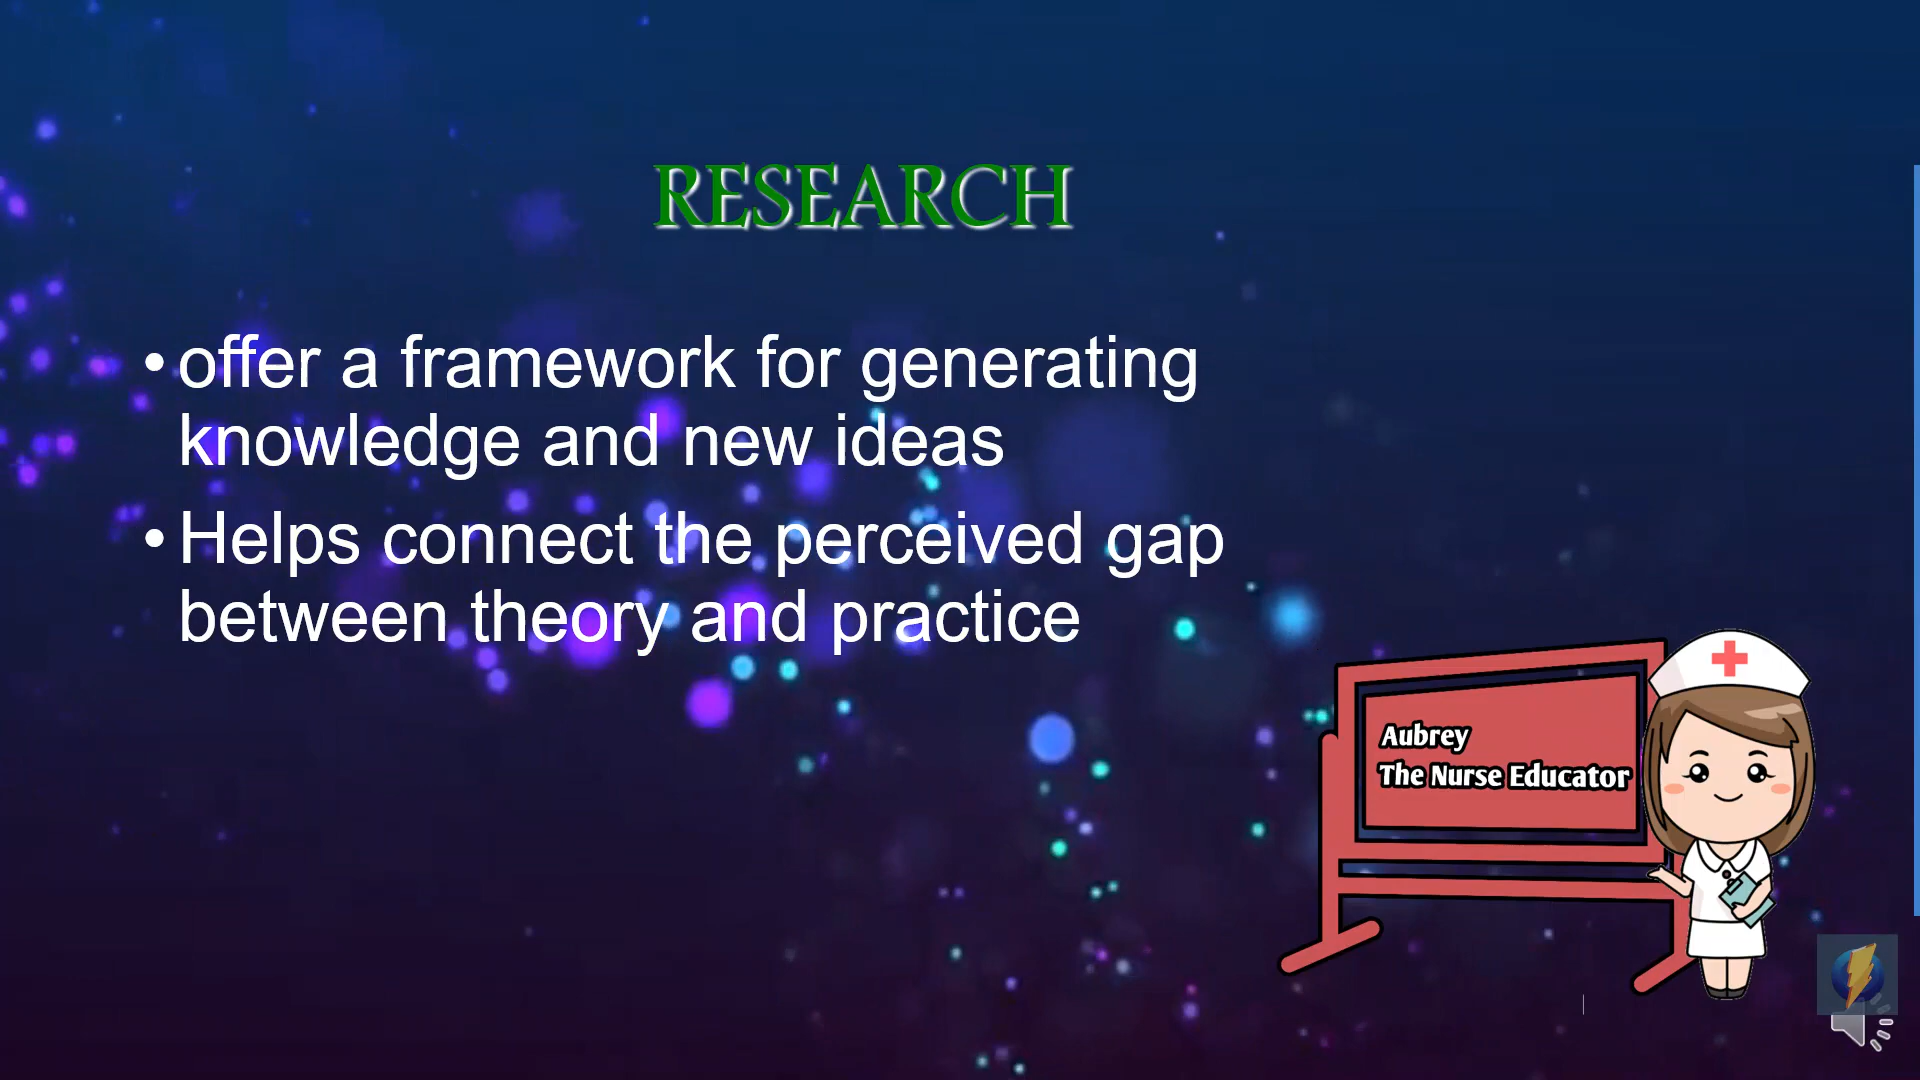 RESEARCH
• offer a framework for generating
knowledge and new ideas
• Helps connect the perceived gap
between theory and practice
Aubrey
The Nurse Educator